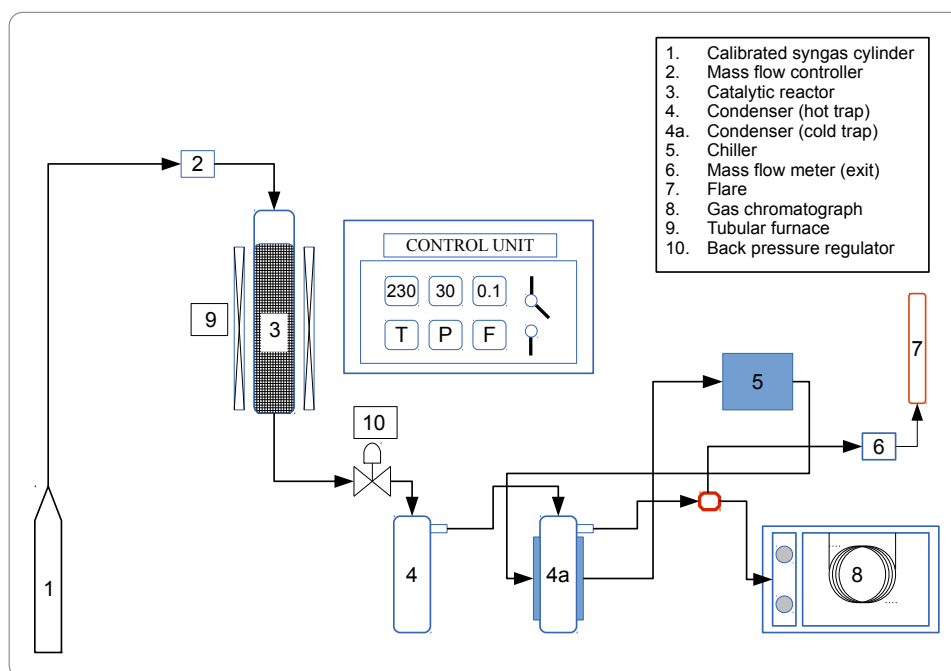 1. Calibrated syngas cylinder
2. Mass flow controller
3. Catalytic reactor
4. Condenser (hot trap)
4a. Condenser (cold trap)
5. Chiller
6. Mass flow meter (exit)
7. Flare
8. Gas chromatograph
9. Tubular furnace
10. Back pressure regulator
2
CONTROL UNIT
230 30 0.1
T P F
9
3
7
5
10
6
4
4a
8
1